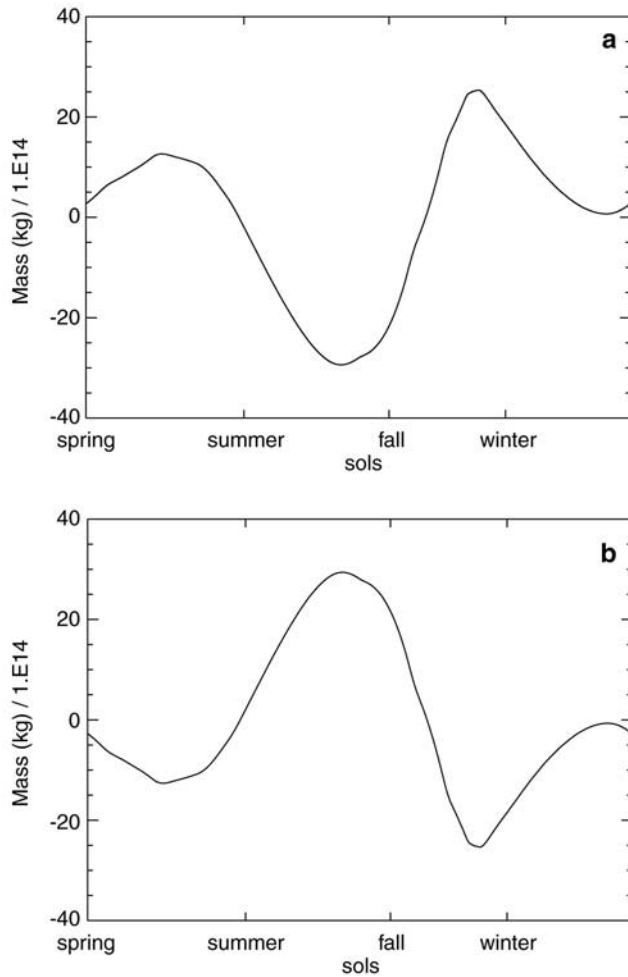 40
a
20
0
-20
-40
Mass (kg) / 1.E14
spring summer fall winter
sols
40
b
20
0
-20
-40
Mass (kg) / 1.E14
spring summer fall winter
sols